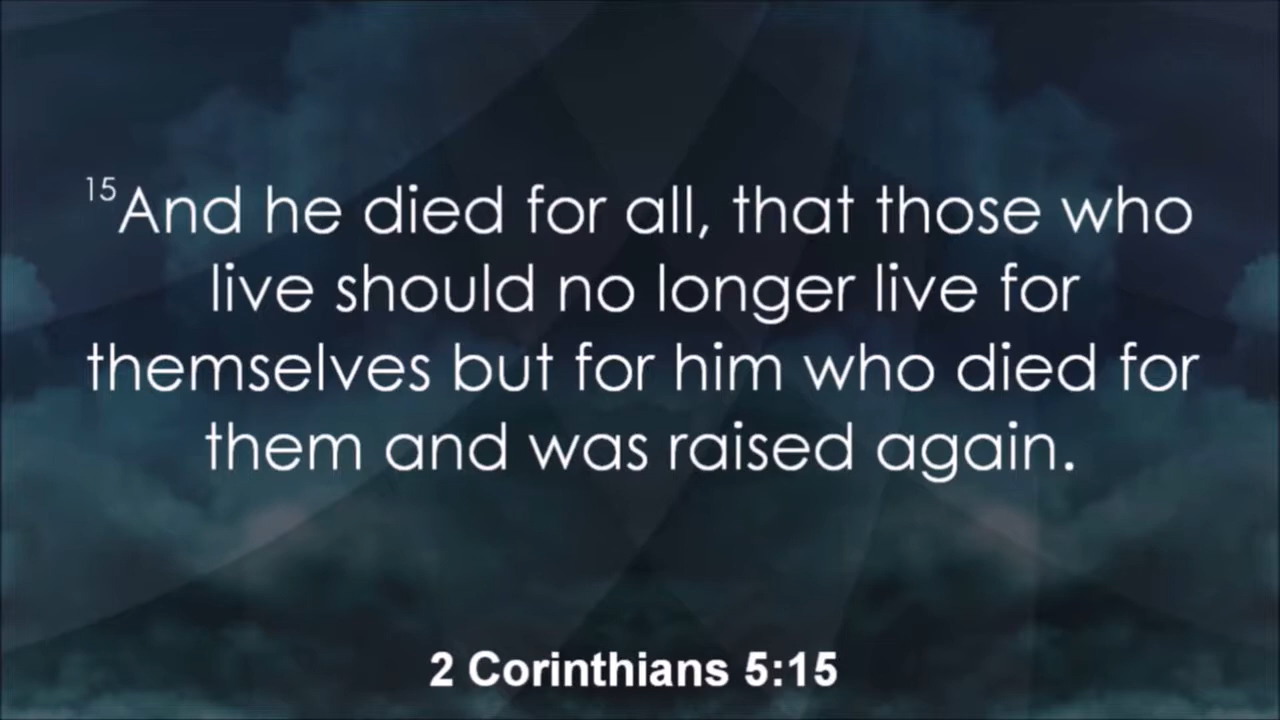 15And he died for all, that those who
live should no longer live for
themselves but for him who died for
them and was raised again.
2 Corinthians 5:15